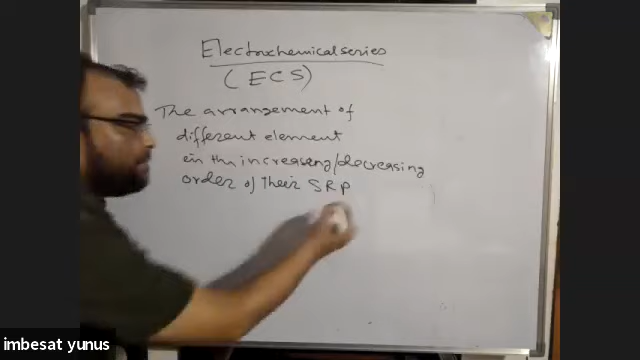 Electrochemical series
(ECS)
The arrangement of
different element
in the increasing/decreasing
order of their SRP
imbesat yunus